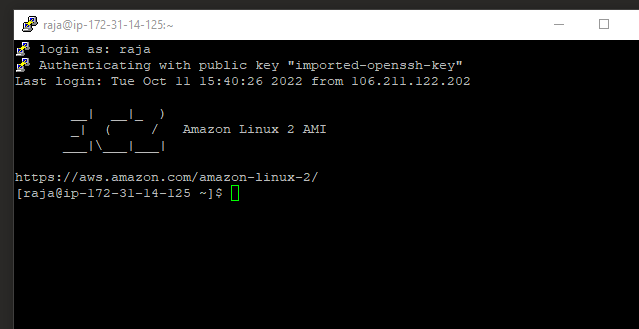 raja@ip-172-31-14-125:~
login as: raja
Authenticating with public key "imported-openssh-key"
Last login: Tue Oct 11 15:40:26 2022 from 106.211.122.202
       __|  __|_  )
       _|  (     /   Amazon Linux 2 AMI
      ___|\___|___|
https://aws.amazon.com/amazon-linux-2/
[raja@ip-172-31-14-125 ~]$